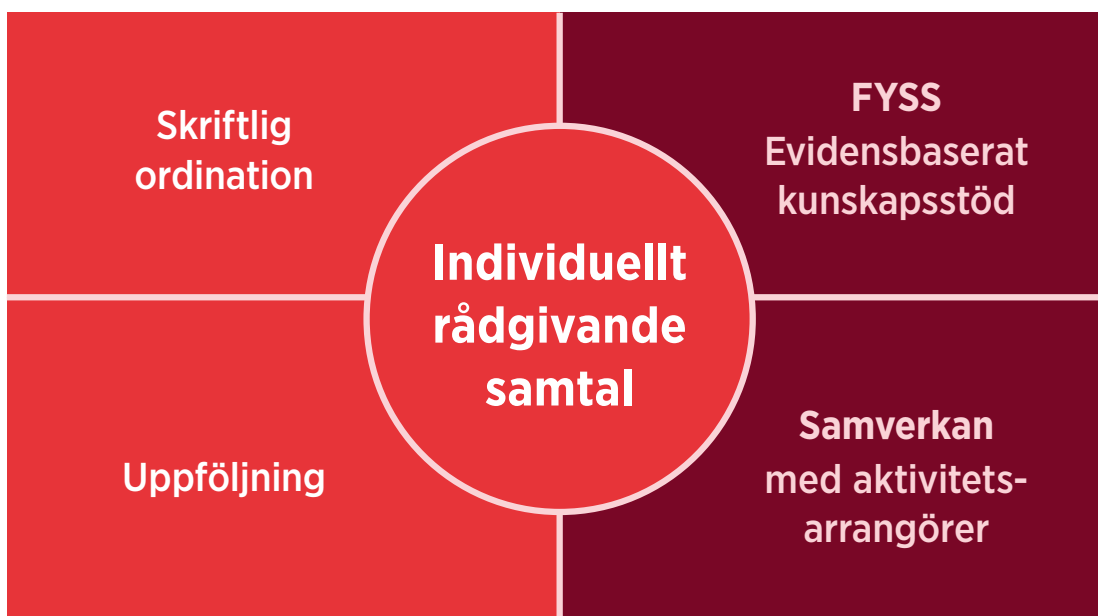 Skriftlig
ordination
FYSS
Evidensbaserat
kunskapsstöd
Individuellt
rådgivande
samtal
Uppföljning
Samverkan
med aktivitets-
arrangörer